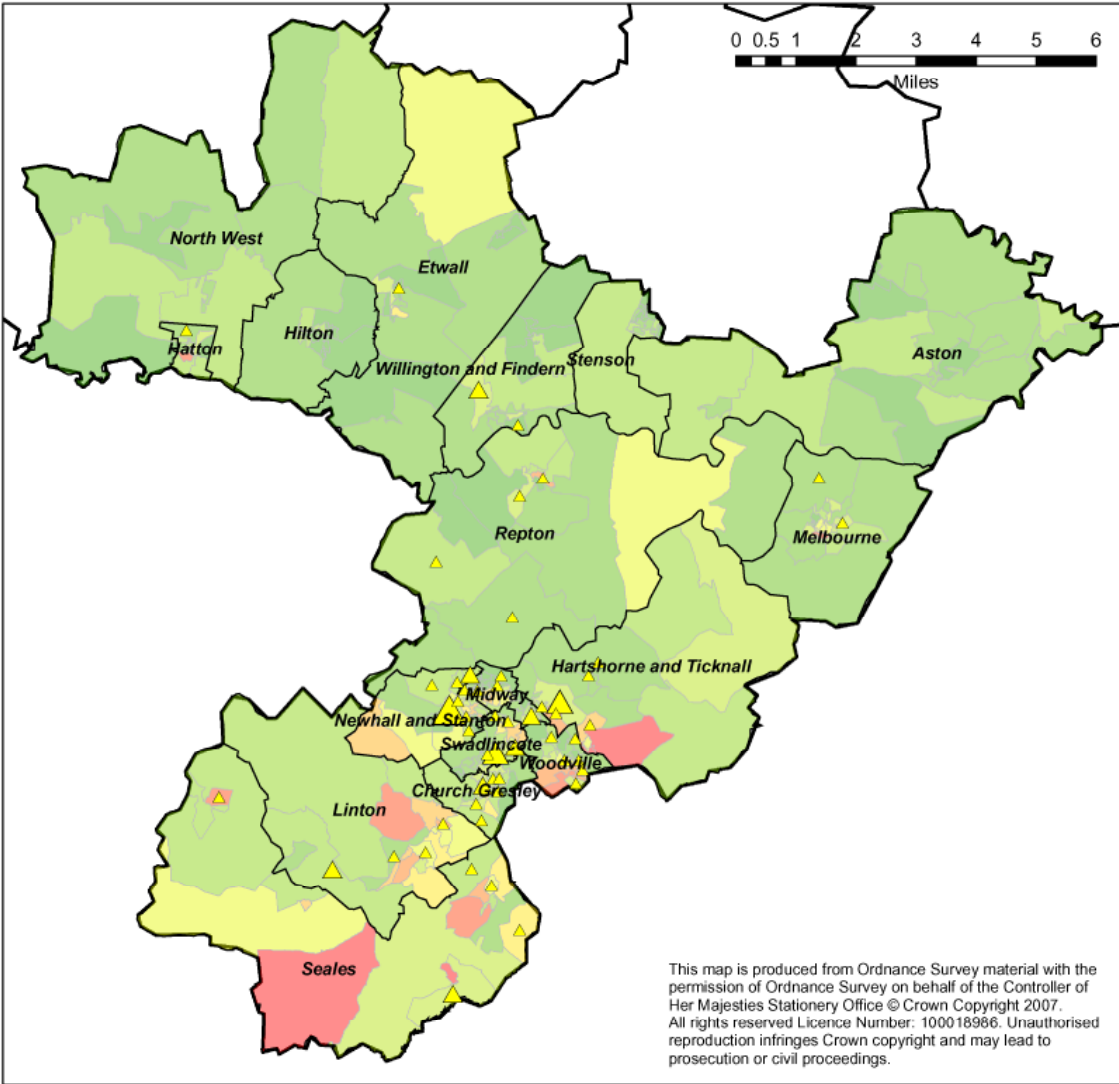 0 0.5 1 2 3 4 5 6
Miles
North West
Etwall
Hilton
Hatton
Willington and Findern
Stenson
Aston
Repton
Melbourne
Hartshorne and Ticknall
Midway
Newhall and Stanton
Swadlincote
Woodville
Church Gresley
Linton
Seales
This map is produced from Ordnance Survey material with the
permission of Ordnance Survey on behalf of the Controller of
Her Majesties Stationery Office © Crown Copyright 2007.
All rights reserved Licence Number: 100018986. Unauthorised
reproduction infringes Crown copyright and may lead to
prosecution or civil proceedings.